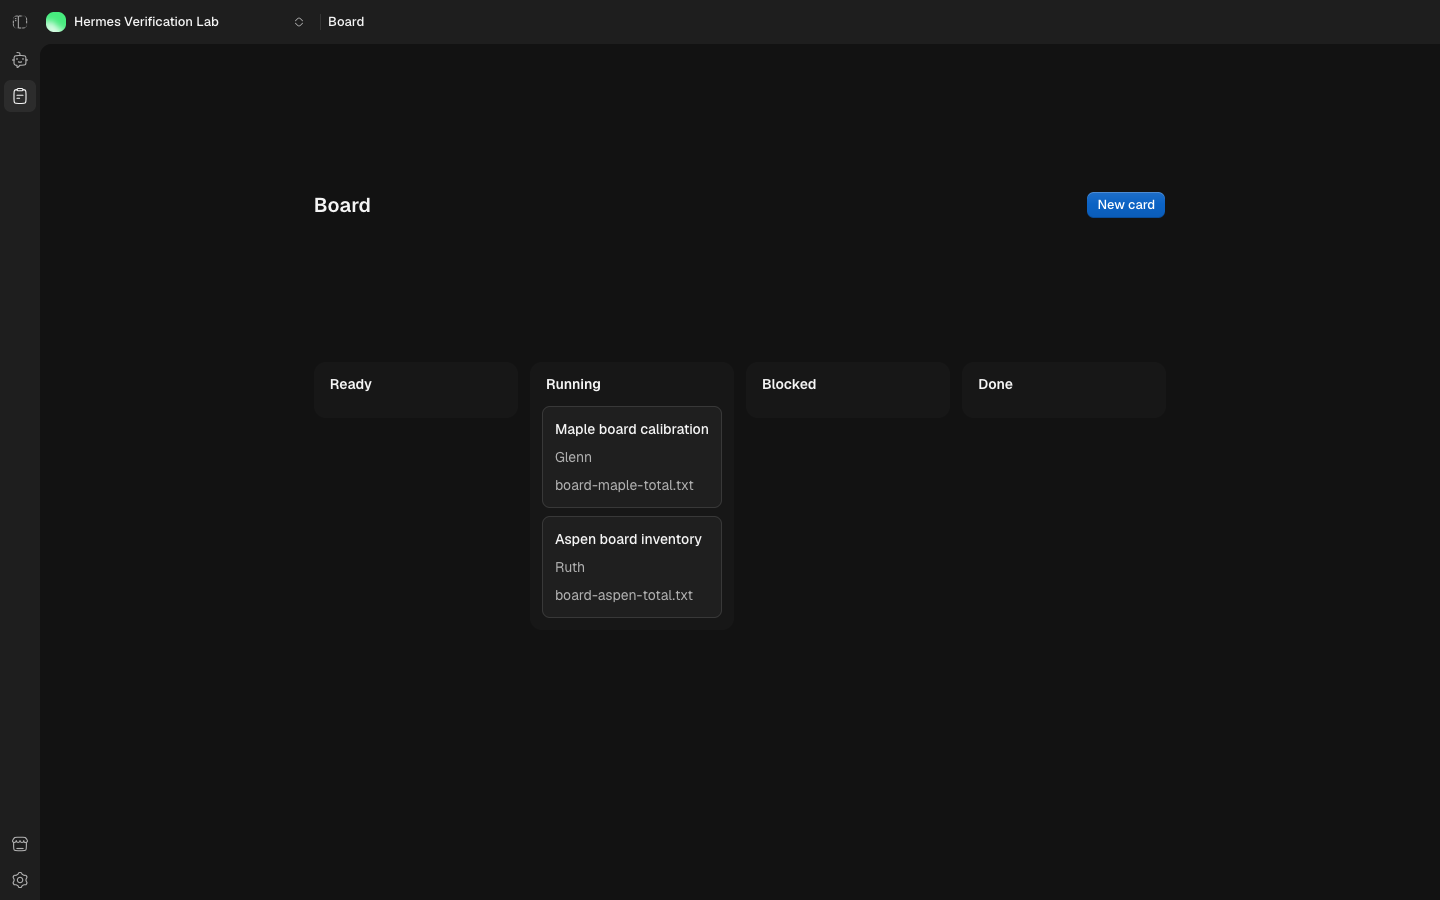 Hermes Verification Lab
Board
Board
New card
Ready
Running
Maple board calibration
Glenn
board-maple-total.txt
Aspen board inventory
Ruth
board-aspen-total.txt
Blocked
Done